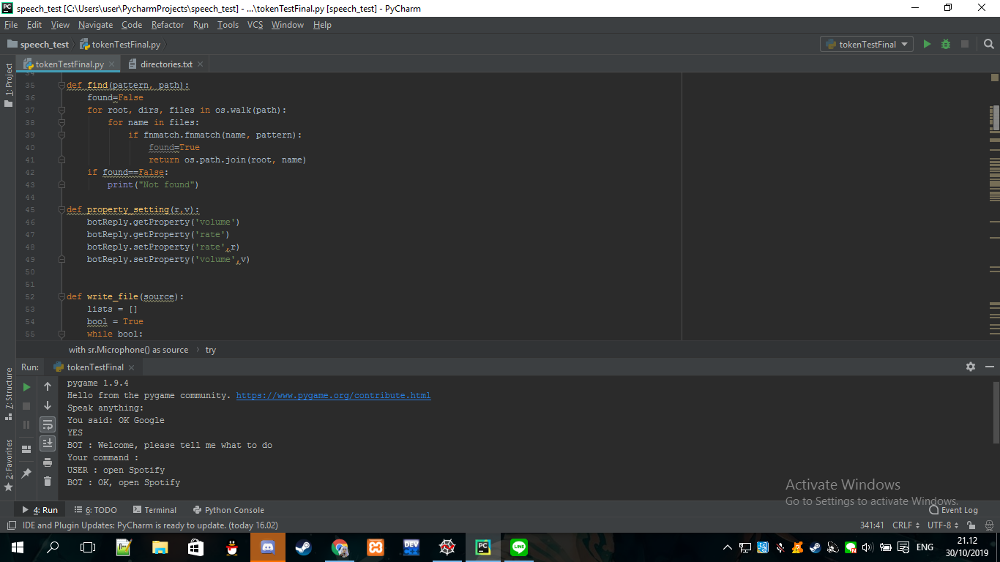 speech_test [C:\Users\user\PycharmProjects\speech_test] - ...\tokenTestFinal.py [speech_test] - PyCharm
File Edit View Navigate Code Refactor Run Tools VCS Window Help
speech_test tokenTestFinal.py tokenTestFinal
tokenTestFinal.py directories.txt
1: Project
34
35 def find(pattern, path):
36 found=False
37 for root, dirs, files in os.walk(path):
38 for name in files:
39 if fnmatch.fnmatch(name, pattern):
40 found=True
41 return os.path.join(root, name)
42 if found==False:
43 print("Not found")
44
45 def property_setting(r,v):
46 botReply.getProperty('volume')
47 botReply.getProperty('rate')
48 botReply.setProperty('rate',r)
49 botReply.setProperty('volume',v)
50
51
52 def write_file(source):
53 lists = []
54 bool = True
55 while bool:
with sr.Microphone() as source › try
Run: tokenTestFinal
7: Structure
2: Favorites
pygame 1.9.4
Hello from the pygame community. https://www.pygame.org/contribute.html
Speak anything:
You said: OK Google
YES
BOT : Welcome, please tell me what to do
Your command :
USER : open Spotify
BOT : OK, open Spotify
Activate Windows
Go to Settings to activate Windows.
4: Run 6: TODO Terminal Python Console Event Log
IDE and Plugin Updates: PyCharm is ready to update. (today 16.02) 341:41 CRLF UTF-8
DEV PC LINE ENG 21.12
30/10/2019